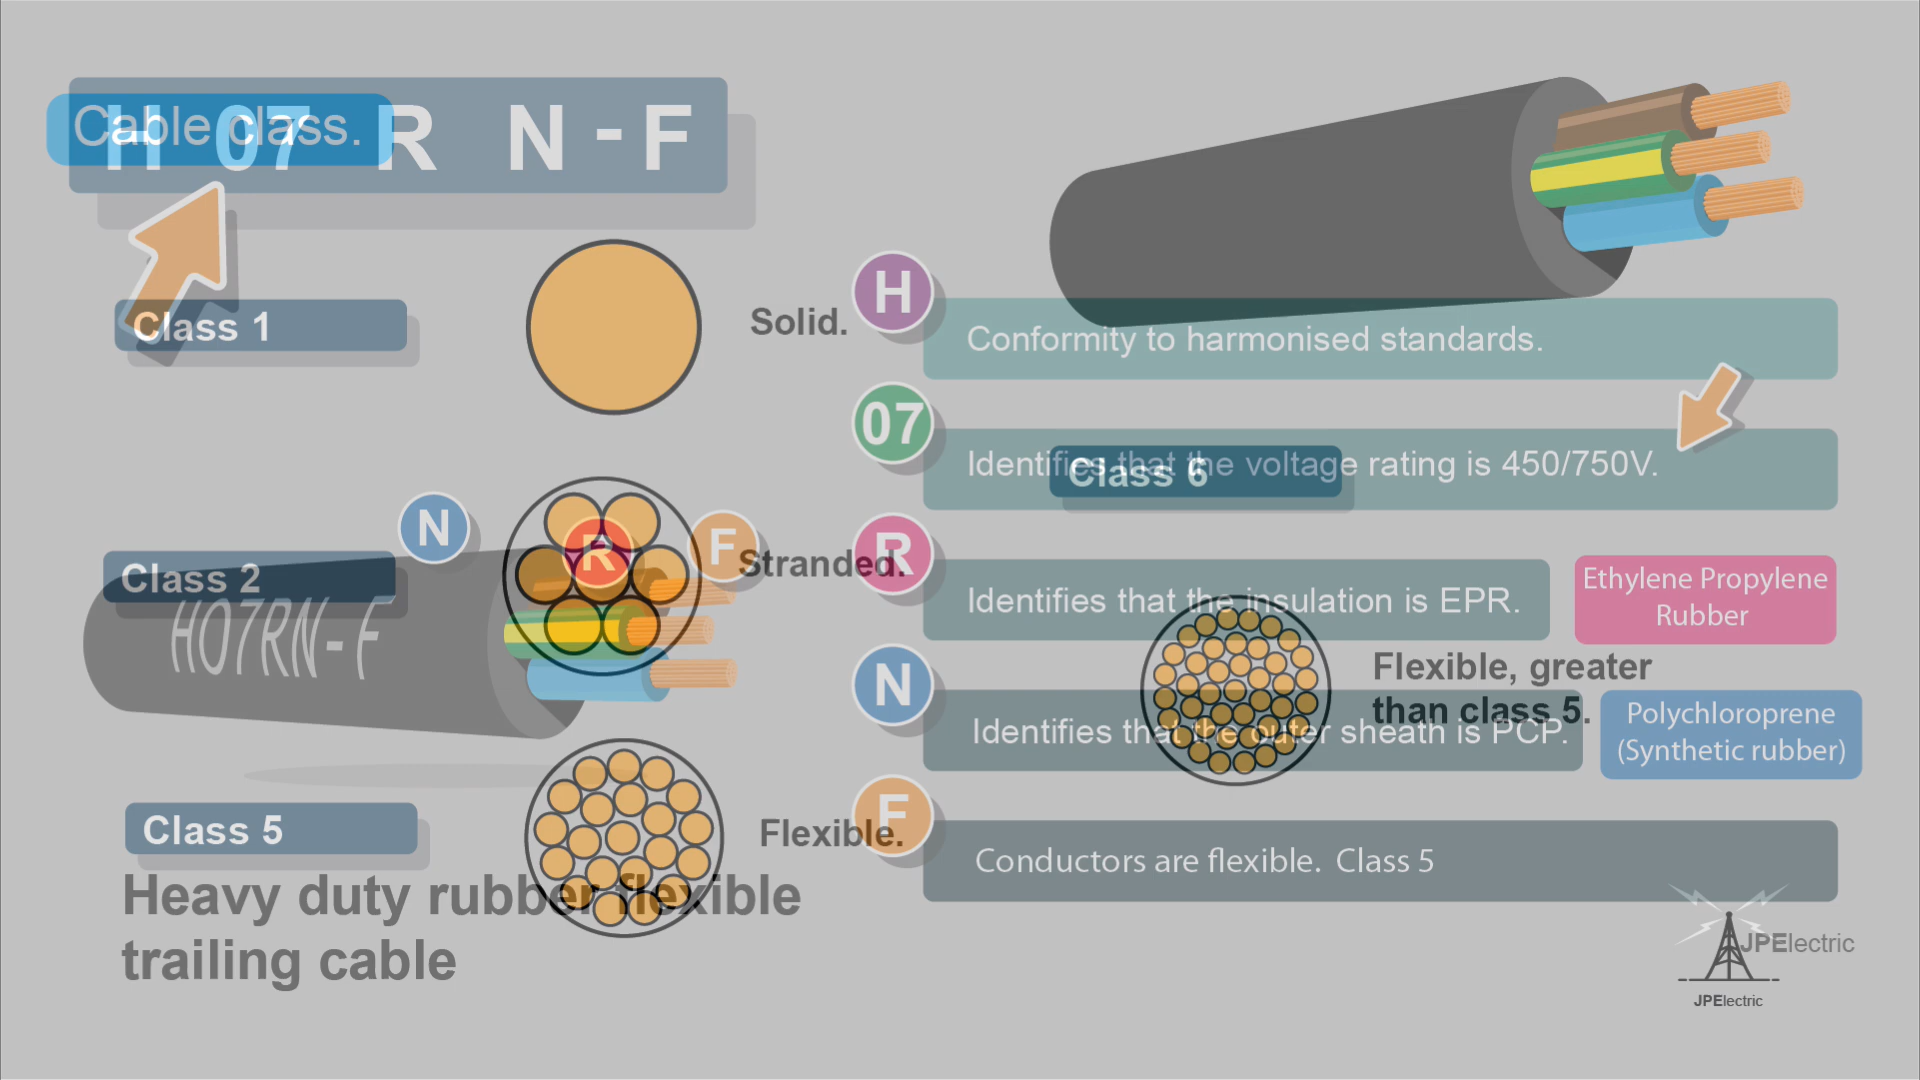 H 07 R N - F
Cable class.
Class 1
Solid.
H
Conformity to harmonised standards.
07
Identifies that the voltage rating is 450/750V.
Class 6
Class 2
N
R
F
Stranded.
R
Identifies that the insulation is EPR.
Ethylene Propylene
Rubber
HO7RN-F
Flexible, greater
than class 5.
N
Identifies that the outer sheath is PCP.
Polychloroprene
(Synthetic rubber)
Class 5
Flexible.
F
Conductors are flexible. Class 5
Heavy duty rubber flexible
trailing cable
JPElectric
JPElectric